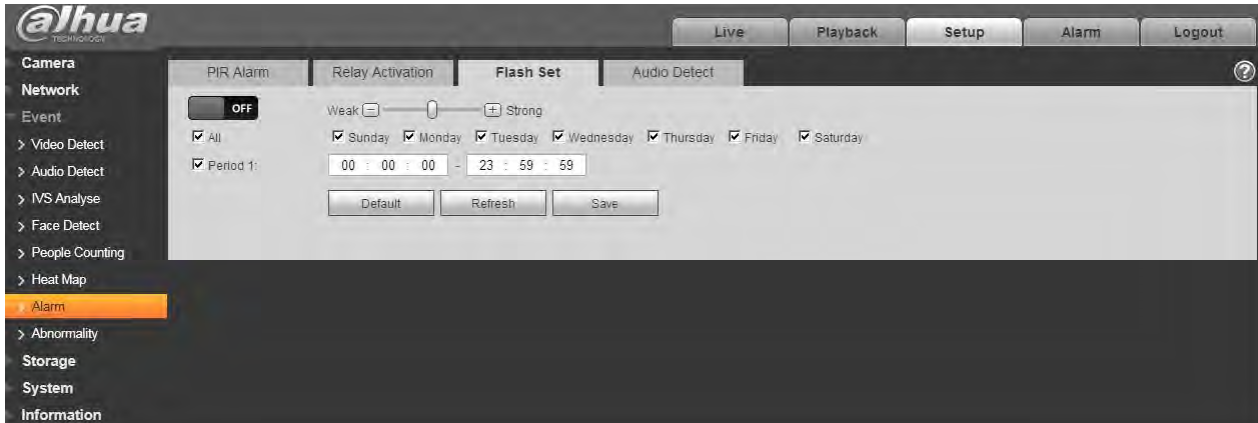 alhua
TECHNOLOGY
Live Playback Setup Alarm Logout
Camera
Network
Event
> Video Detect
> Audio Detect
> IVS Analyse
> Face Detect
> People Counting
> Heat Map
> Alarm
> Abnormality
Storage
System
Information
PIR Alarm Relay Activation Flash Set Audio Detect ?
OFF Weak - + Strong
All Sunday Monday Tuesday Wednesday Thursday Friday Saturday
Period 1: 00 : 00 : 00 - 23 : 59 : 59
Default Refresh Save